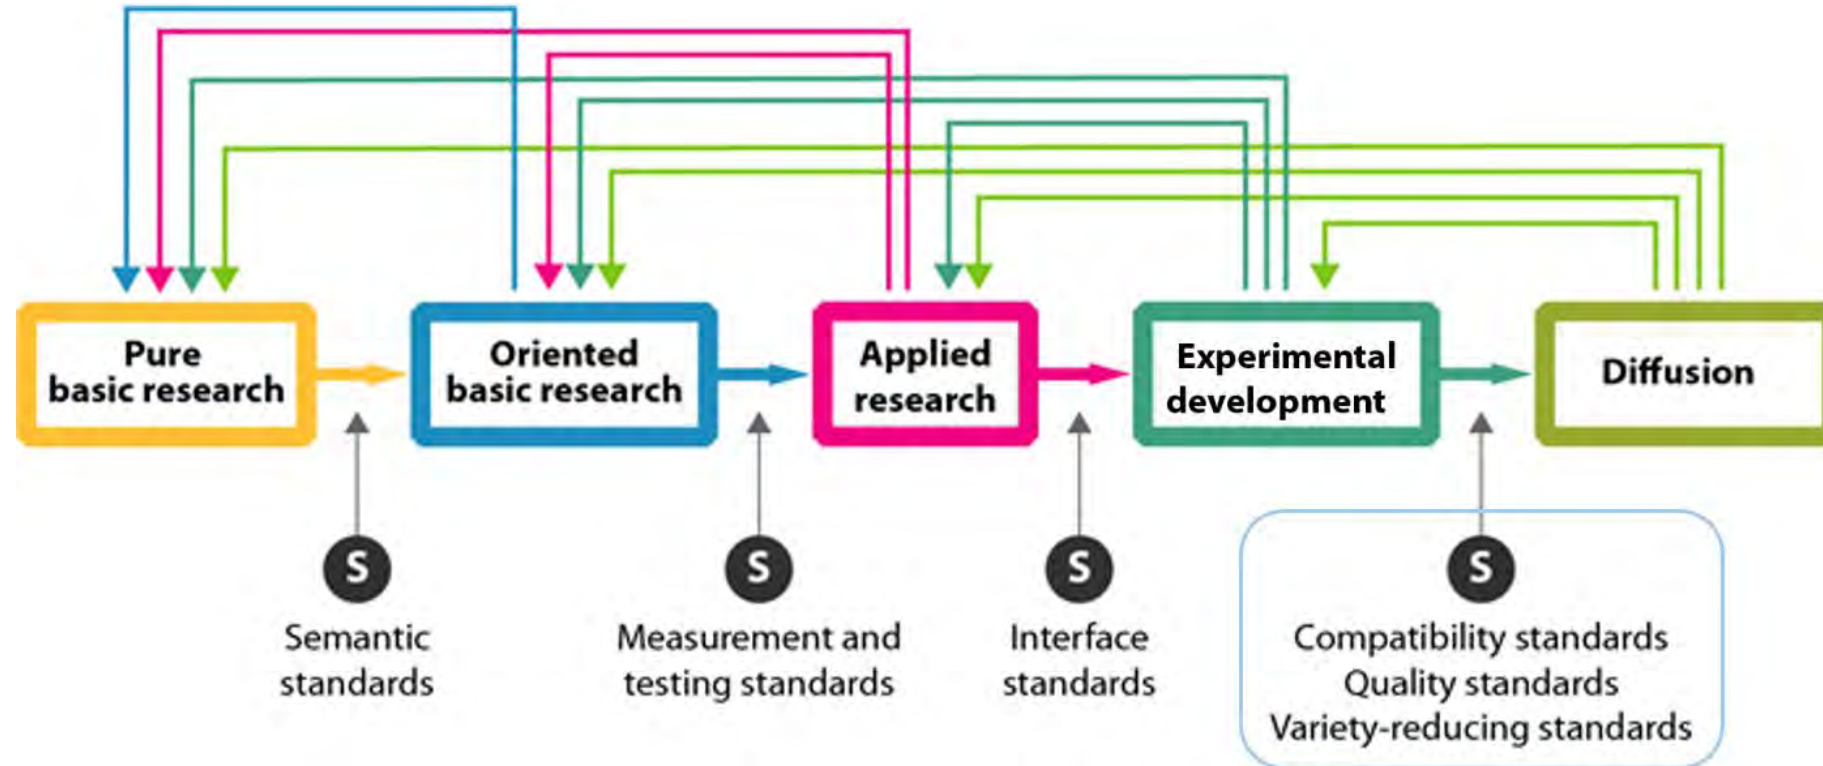 Pure
basic research
Oriented
basic research
Applied
research
Experimental
development
Diffusion
S
Semantic
standards
S
Measurement and
testing standards
S
Interface
standards
S
Compatibility standards
Quality standards
Variety-reducing standards